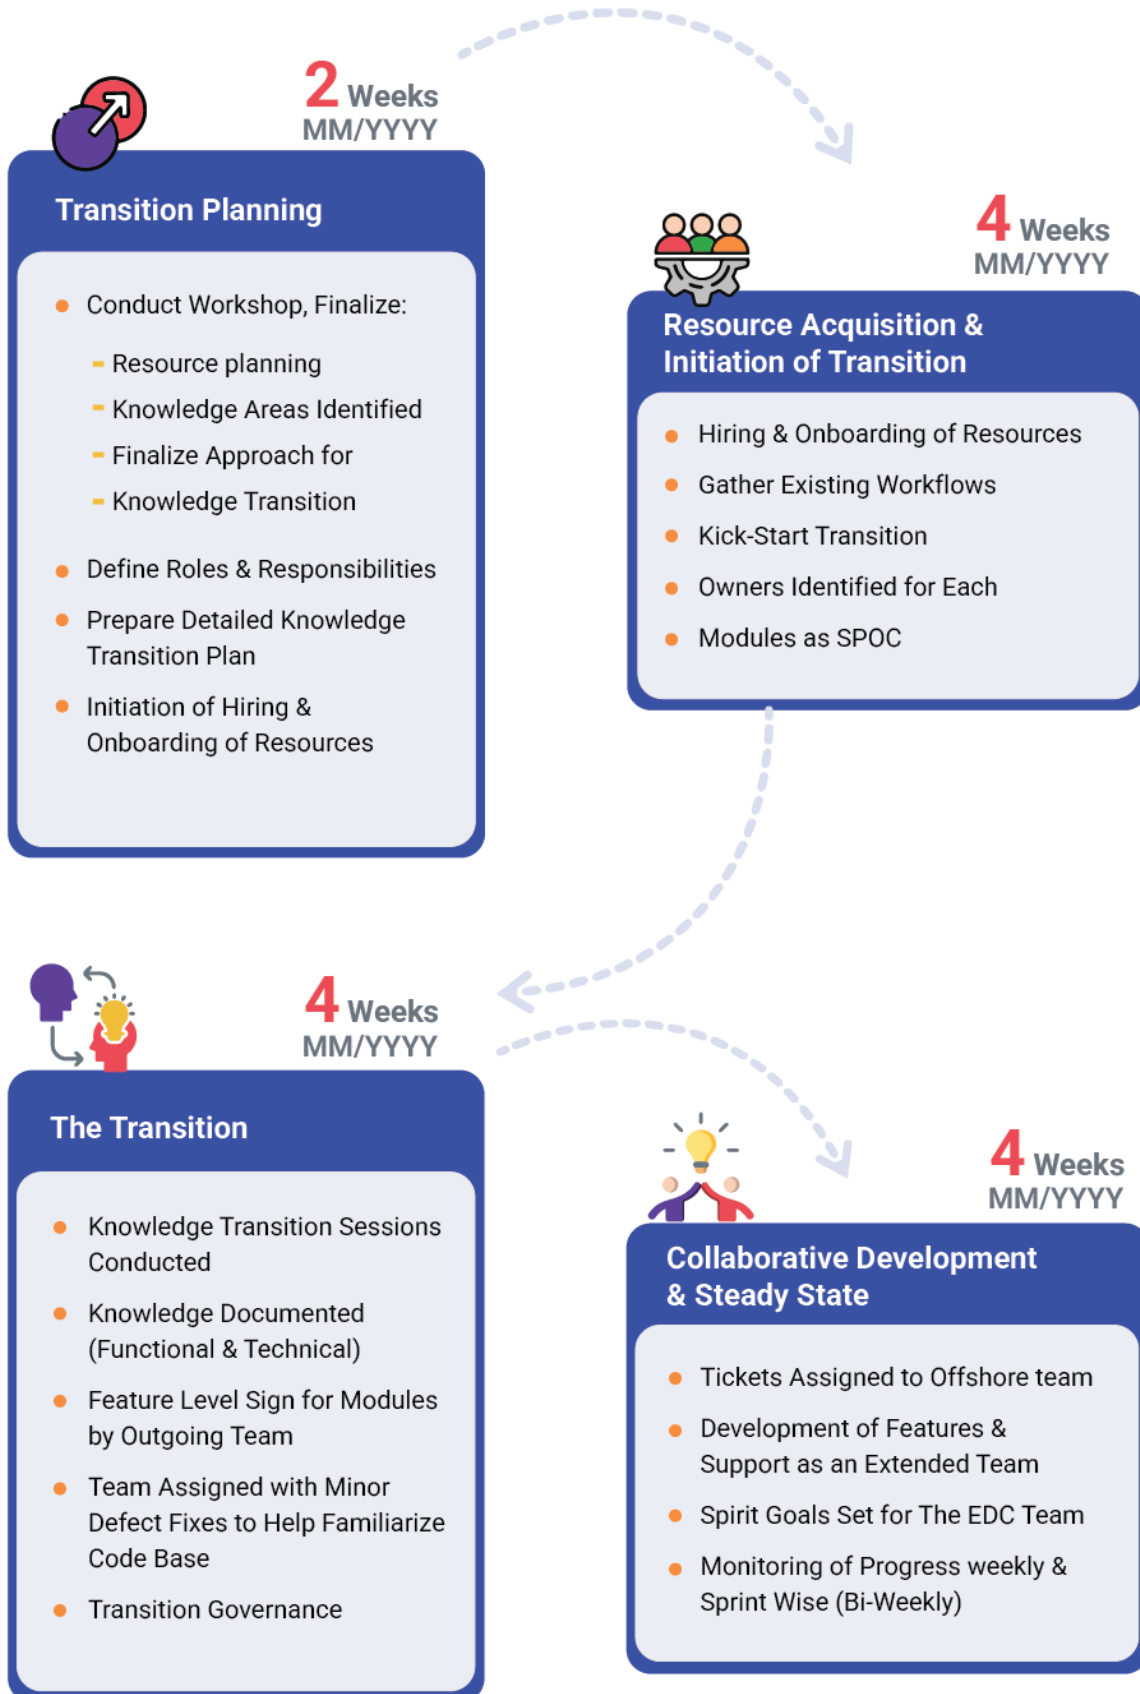 2 Weeks
MM/YYYY
Transition Planning
Conduct Workshop, Finalize:
- Resource planning
- Knowledge Areas Identified
- Finalize Approach for
- Knowledge Transition
Define Roles & Responsibilities
Prepare Detailed Knowledge
Transition Plan
Initiation of Hiring &
Onboarding of Resources
4 Weeks
MM/YYYY
Resource Acquisition &
Initiation of Transition
Hiring & Onboarding of Resources
Gather Existing Workflows
Kick-Start Transition
Owners Identified for Each
Modules as SPOC
4 Weeks
MM/YYYY
The Transition
Knowledge Transition Sessions
Conducted
Knowledge Documented
(Functional & Technical)
Feature Level Sign for Modules
by Outgoing Team
Team Assigned with Minor
Defect Fixes to Help Familiarize
Code Base
Transition Governance
4 Weeks
MM/YYYY
Collaborative Development
& Steady State
Tickets Assigned to Offshore team
Development of Features &
Support as an Extended Team
Spirit Goals Set for The EDC Team
Monitoring of Progress weekly &
Sprint Wise (Bi-Weekly)